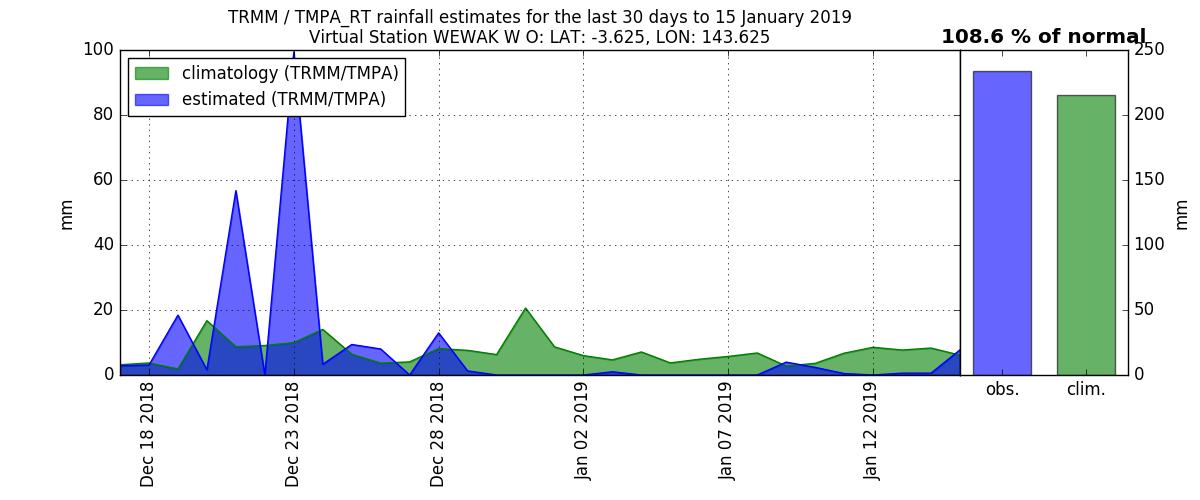 TRMM / TMPA_RT rainfall estimates for the last 30 days to 15 January 2019
Virtual Station WEWAK W O: LAT: -3.625, LON: 143.625
108.6 % of normal
climatology (TRMM/TMPA)
estimated (TRMM/TMPA)
100
80
60
40
20
0
mm
Dec 18 2018
Dec 23 2018
Dec 28 2018
Jan 02 2019
Jan 07 2019
Jan 12 2019
obs.
clim.
250
200
150
100
50
0
mm